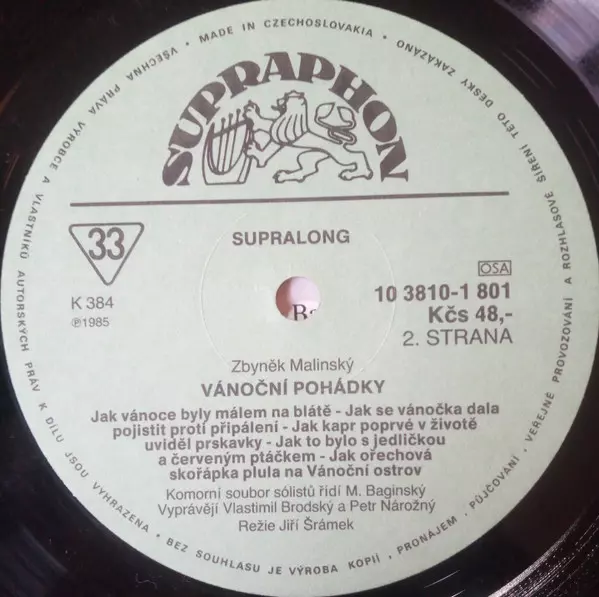 VŠECHNA PRÁVA VÝROBCE A VLASTNÍKŮ AUTORSKÝCH PRÁV K DÍLU JSOU VYHRAZENA • BEZ SOUHLASU JE VÝROBA KOPIÍ, PRONÁJEM, PŮJČOVÁNÍ, VEŘEJNÉ PROVOZOVÁNÍ A ROZHLASOVÉ ŠÍŘENÍ TÉTO DESKY ZAKÁZÁNO • MADE IN CZECHOSLOVAKIA •
SUPRAPHON
33
SUPRALONG
OSA
K 384
10 3810-1 801
℗1985
Kčs 48,-
2. STRANA
Zbyněk Malinský
VÁNOČNÍ POHÁDKY
Jak vánoce byly málem na blátě - Jak se vánočka dala
pojistit proti připálení - Jak kapr poprvé v životě
uviděl prskavky - Jak to bylo s jedličkou
a červeným ptáčkem - Jak ořechová
skořápka plula na Vánoční ostrov
Komorní soubor sólistů řídí M. Baginský
Vyprávějí Vlastimil Brodský a Petr Nárožný
Režie Jiří Šrámek